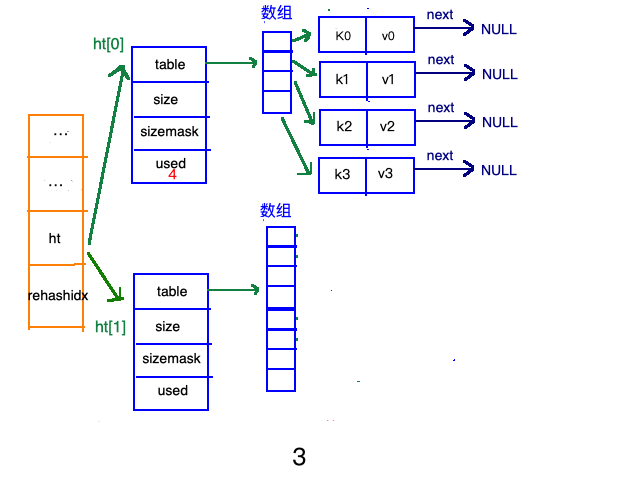 数组
ht[0]
table
size
sizemask
used
4
K0
v0
next
NULL
k1
v1
next
NULL
k2
v2
next
NULL
k3
v3
next
NULL
...
...
ht
rehashidx
数组
ht[1]
table
size
sizemask
used
3